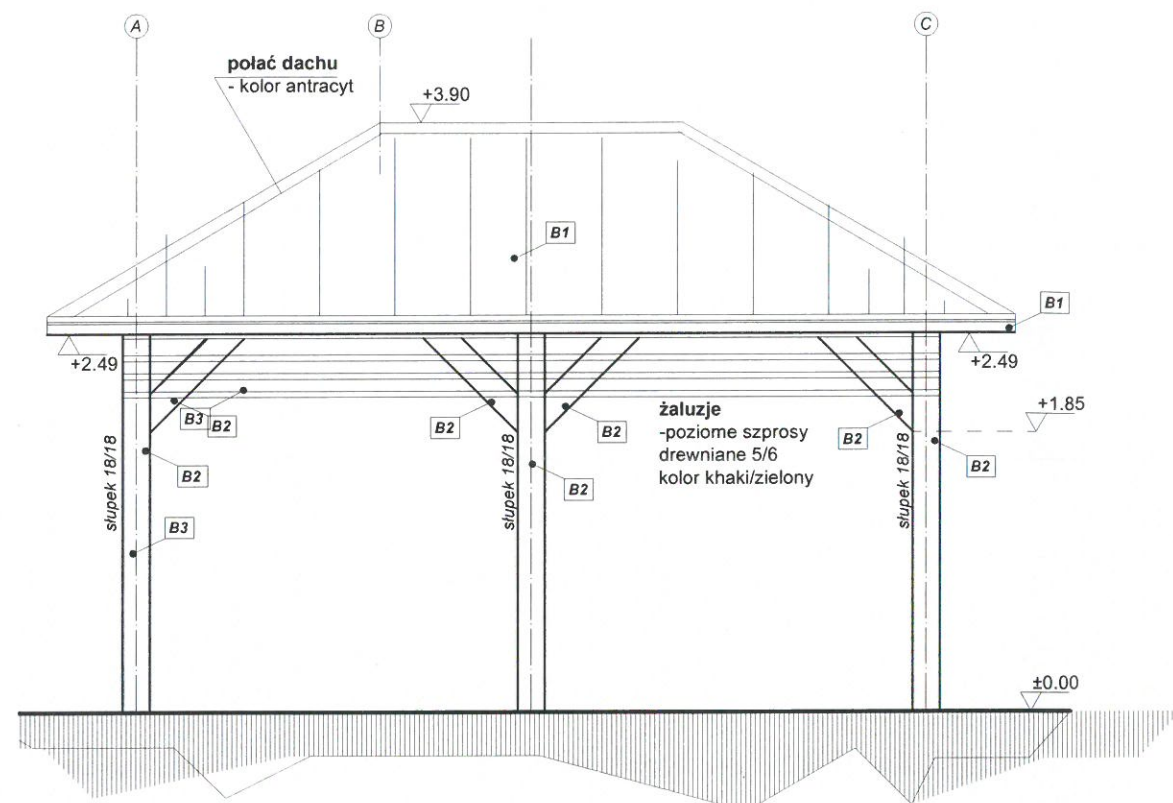 A
B
C
połać dachu
- kolor antracyt
+3.90
B1
B1
+2.49
+2.49
+1.85
B3
B2
B2
B2
żaluzje
-poziome szprosy
drewniane 5/6
kolor khaki/zielony
B2
B2
B2
B2
B3
słupek 18/18
słupek 18/18
słupek 18/18
±0.00